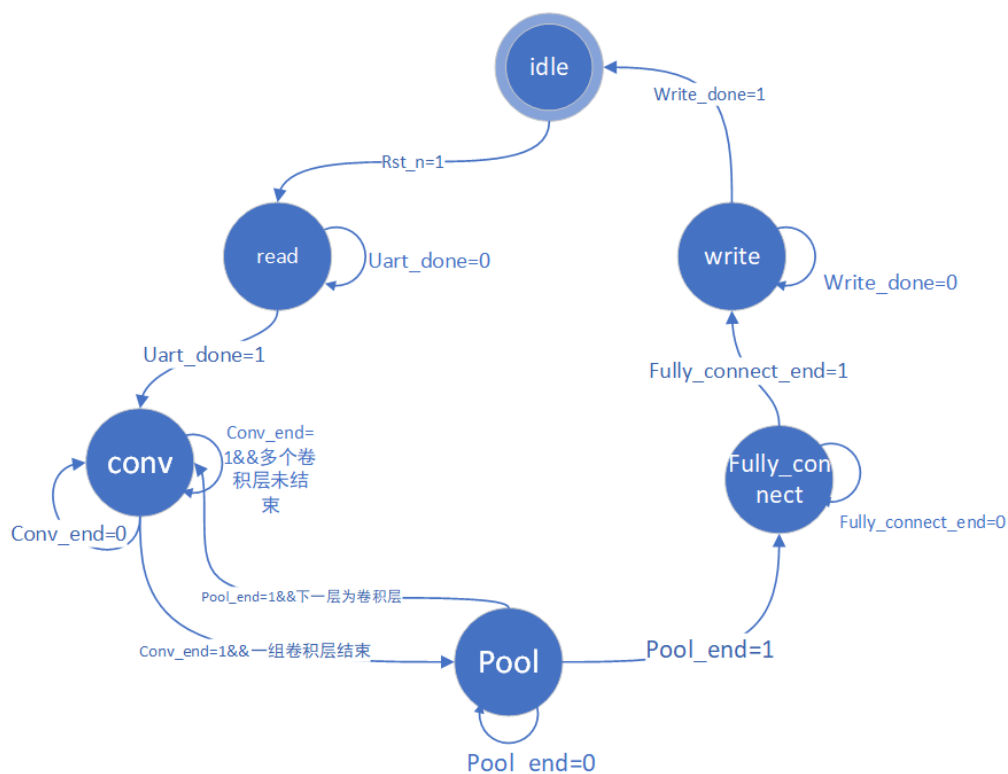 idle
Write_done=1
Rst_n=1
read
Uart_done=0
write
Write_done=0
Uart_done=1
Fully_connect_end=1
conv
Conv_end=
1&&多个卷
积层未结
束
Conv_end=0
Fully_con
nect
Fully_connect_end=0
Pool_end=1&&下一层为卷积层
Conv_end=1&&一组卷积层结束
Pool
Pool_end=1
Pool_end=0